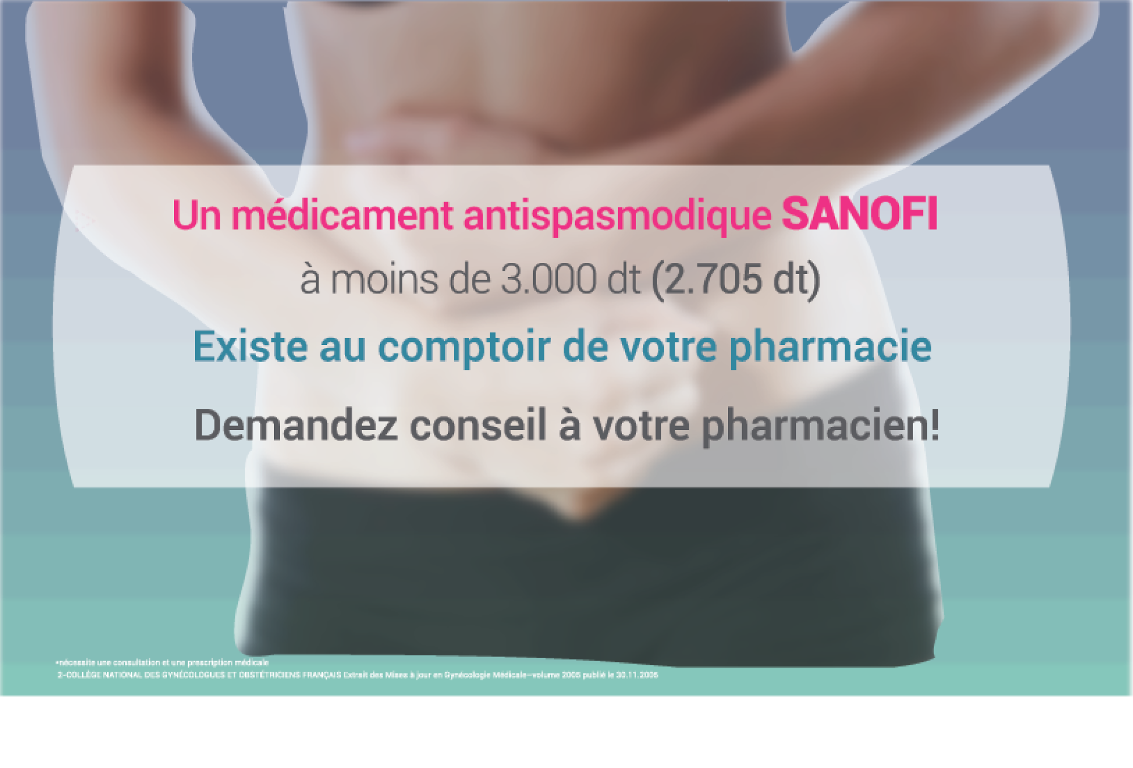 Un médicament antispasmodique SANOFI
à moins de 3.000 dt (2.705 dt)
Existe au comptoir de votre pharmacie
Demandez conseil à votre pharmacien!
•nécessite une consultation et une prescription médicale
2-COLLÈGE NATIONAL DES GYNÉCOLOGUES ET OBSTÉTRICIENS FRANÇAIS Extrait des Mises à jour en Gynécologie Médicale–volume 2005 publié le 30.11.2005